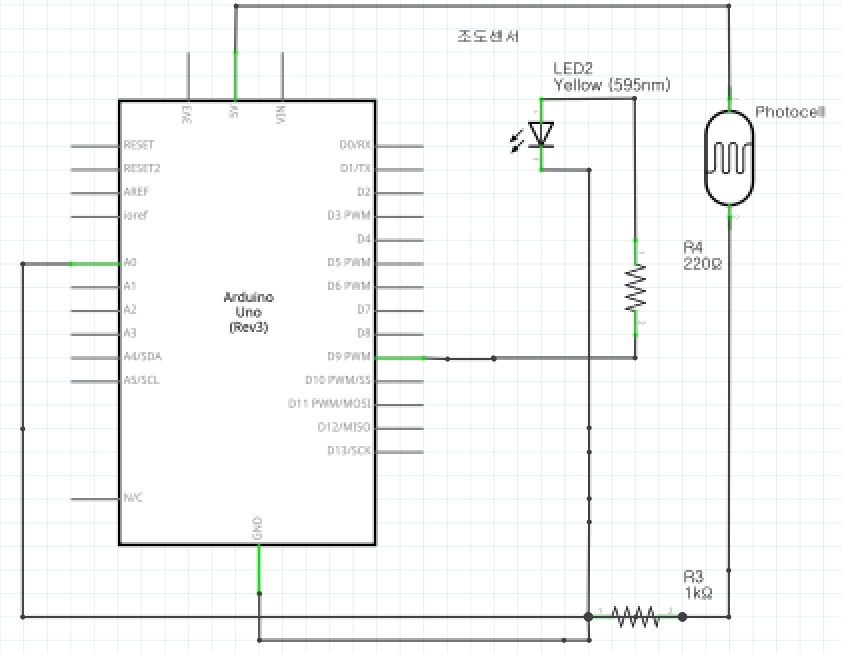 조도센서
LED2
Yellow (595nm)
Photocell
3V3
5V
VIN
RESET
RESET2
AREF
ioref
A0
A1
A2
A3
A4/SDA
A5/SCL
N/C
Arduino
Uno
(Rev3)
D0/RX
D1/TX
D2
D3 PWM
D4
D5 PWM
D6 PWM
D7
D8
D9 PWM
D10 PWM/SS
D11 PWM/MOSI
D12/MISO
D13/SCK
GND
R4
220Ω
R3
1kΩ